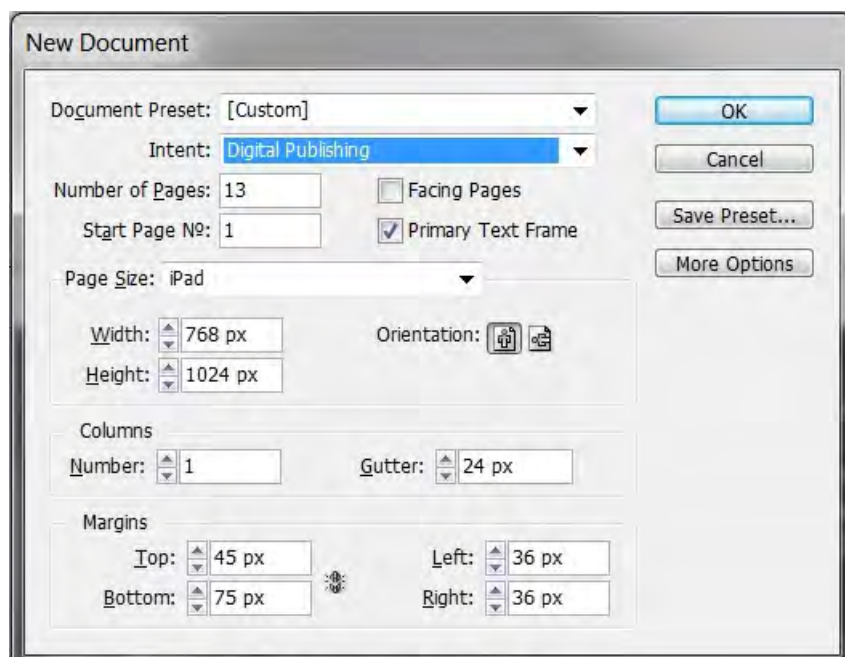 New Document
Document Preset: [Custom]
OK
Intent: Digital Publishing
Cancel
Number of Pages: 13
Facing Pages
Save Preset...
Start Page Nº: 1
Primary Text Frame
More Options
Page Size: iPad
Width: 768 px
Orientation:
Height: 1024 px
Columns
Number: 1
Gutter: 24 px
Margins
Top: 45 px
Left: 36 px
Bottom: 75 px
Right: 36 px